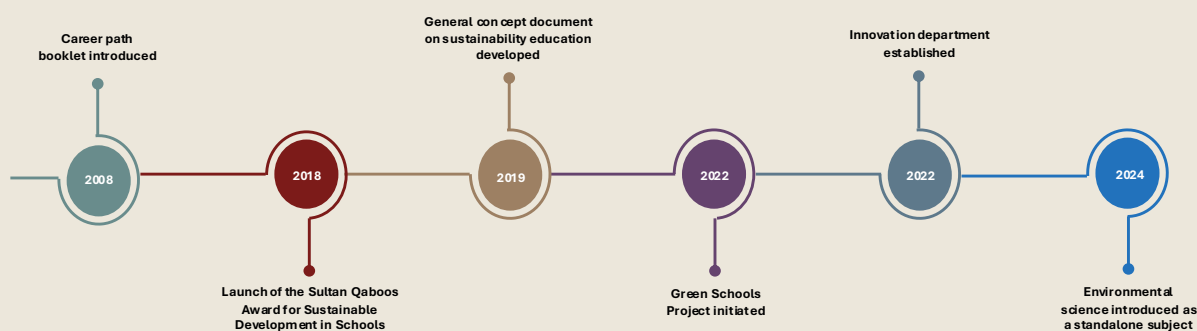 Career path
booklet introduced
2008
2018
Launch of the Sultan Qaboos
Award for Sustainable
Development in Schools
General concept document
on sustainability education
developed
2019
2022
Green Schools
Project initiated
Innovation department
established
2022
2024
Environmental
science introduced as
a standalone subject